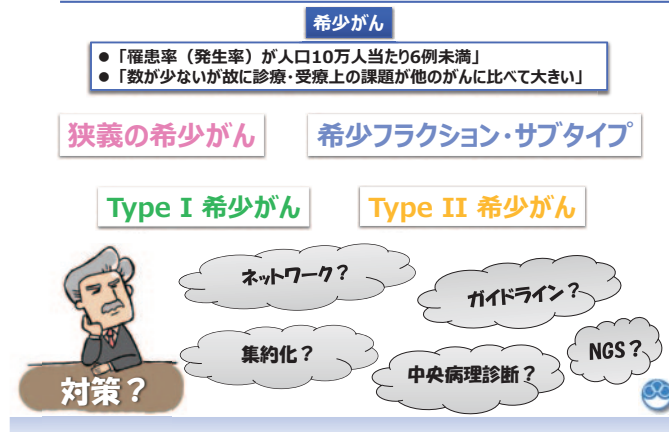 希少がん
● 「罹患率（発生率）が人口10万人当たり6例未満」
● 「数が少ないが故に診療・受療上の課題が他のがんに比べて大きい」
狭義の希少がん
希少フラクション・サブタイプ
Type I 希少がん
Type II 希少がん
ネットワーク？
ガイドライン？
集約化？
中央病理診断？
NGS？
対策？